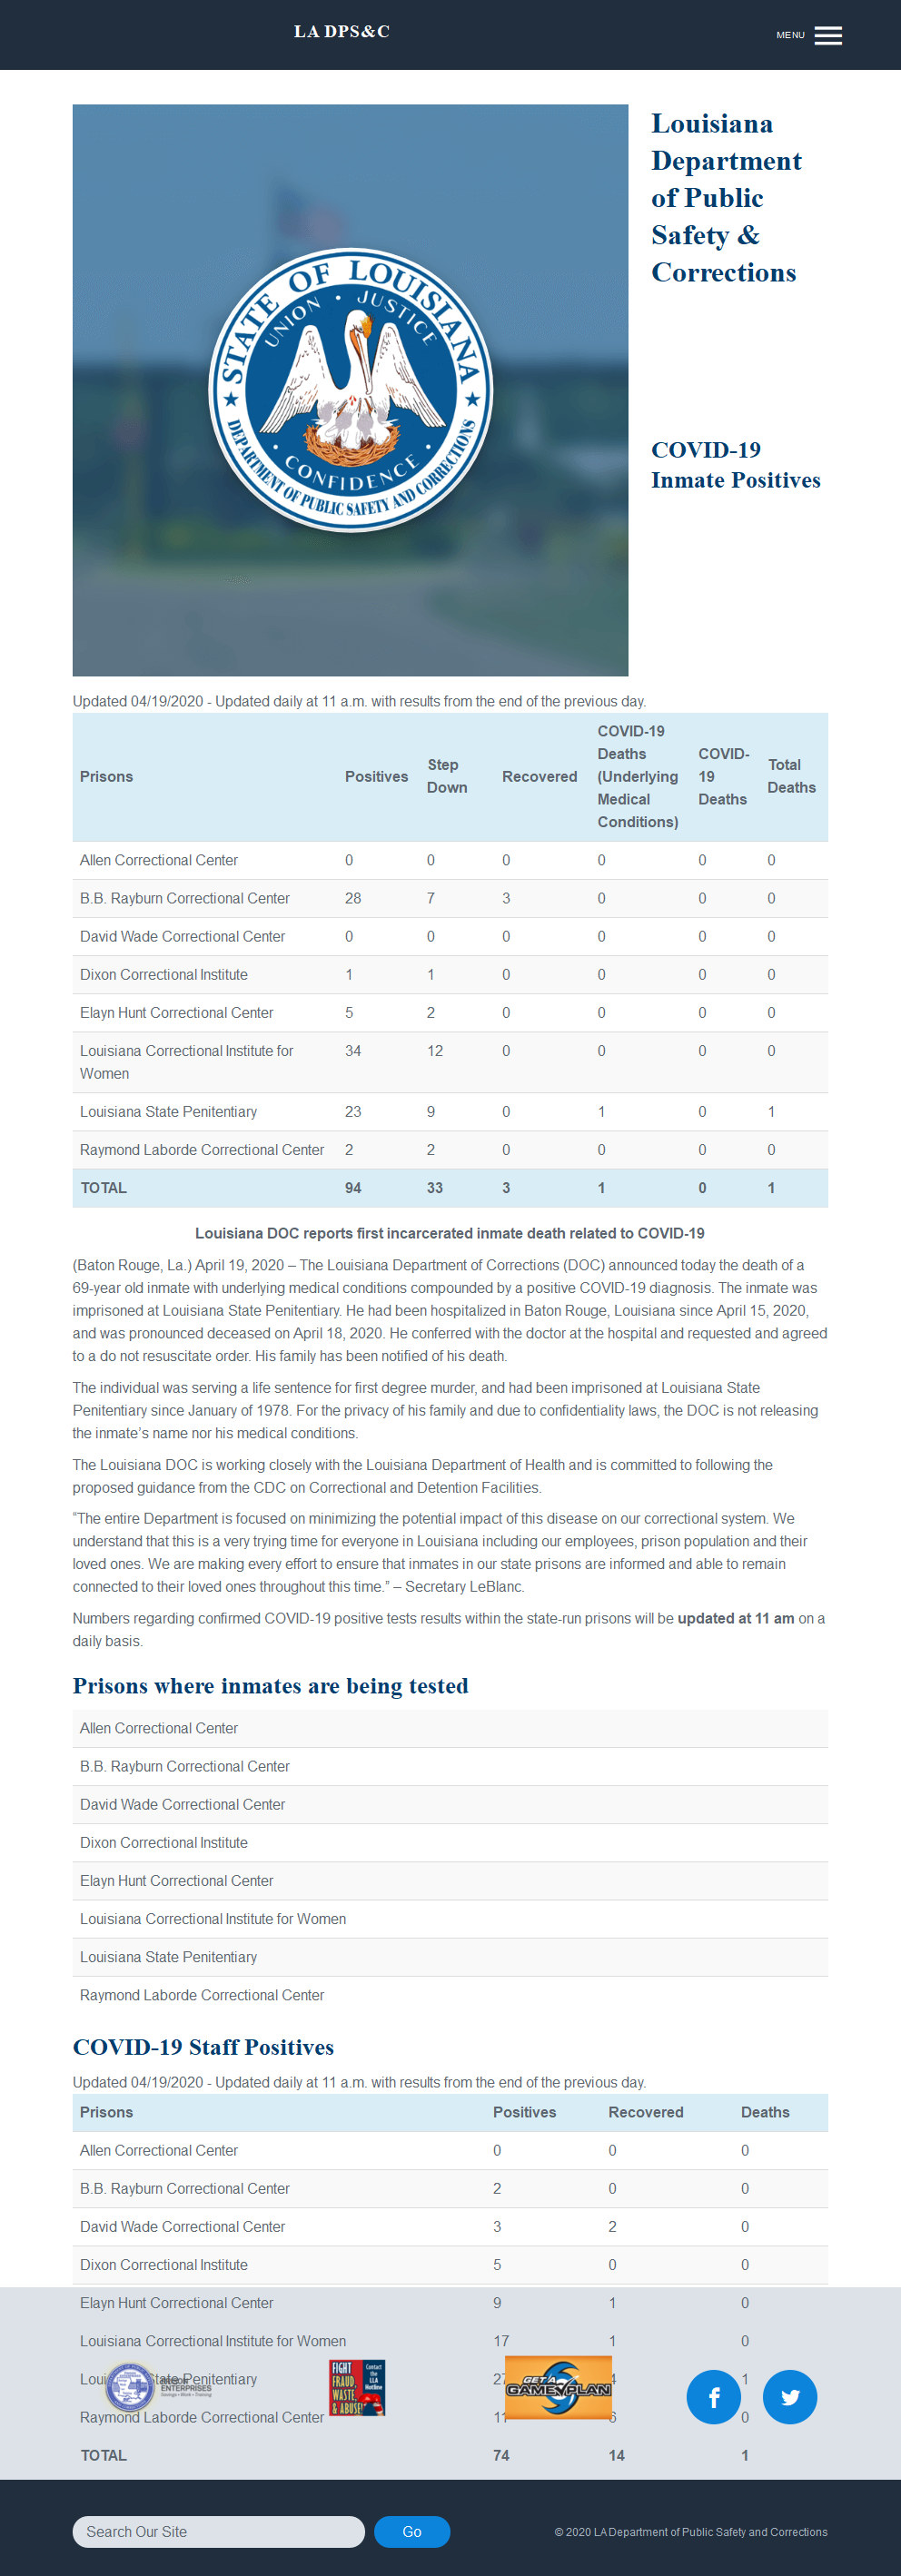 LA DPS&C
MENU
STATE OF LOUISIANA
UNION • JUSTICE
• CONFIDENCE •
DEPARTMENT OF PUBLIC SAFETY AND CORRECTIONS
Louisiana
Department
of Public
Safety &
Corrections
COVID-19
Inmate Positives
Updated 04/19/2020 - Updated daily at 11 a.m. with results from the end of the previous day.
Prisons Positives Step Down Recovered COVID-19 Deaths (Underlying Medical Conditions) COVID-19 Deaths Total Deaths
Allen Correctional Center 0 0 0 0 0 0
B.B. Rayburn Correctional Center 28 7 3 0 0 0
David Wade Correctional Center 0 0 0 0 0 0
Dixon Correctional Institute 1 1 0 0 0 0
Elayn Hunt Correctional Center 5 2 0 0 0 0
Louisiana Correctional Institute for Women 34 12 0 0 0 0
Louisiana State Penitentiary 23 9 0 1 0 1
Raymond Laborde Correctional Center 2 2 0 0 0 0
TOTAL 94 33 3 1 0 1
Louisiana DOC reports first incarcerated inmate death related to COVID-19
(Baton Rouge, La.) April 19, 2020 – The Louisiana Department of Corrections (DOC) announced today the death of a
69-year old inmate with underlying medical conditions compounded by a positive COVID-19 diagnosis. The inmate was
imprisoned at Louisiana State Penitentiary. He had been hospitalized in Baton Rouge, Louisiana since April 15, 2020,
and was pronounced deceased on April 18, 2020. He conferred with the doctor at the hospital and requested and agreed
to a do not resuscitate order. His family has been notified of his death.
The individual was serving a life sentence for first degree murder, and had been imprisoned at Louisiana State
Penitentiary since January of 1978. For the privacy of his family and due to confidentiality laws, the DOC is not releasing
the inmate’s name nor his medical conditions.
The Louisiana DOC is working closely with the Louisiana Department of Health and is committed to following the
proposed guidance from the CDC on Correctional and Detention Facilities.
“The entire Department is focused on minimizing the potential impact of this disease on our correctional system. We
understand that this is a very trying time for everyone in Louisiana including our employees, prison population and their
loved ones. We are making every effort to ensure that inmates in our state prisons are informed and able to remain
connected to their loved ones throughout this time.” – Secretary LeBlanc.
Numbers regarding confirmed COVID-19 positive tests results within the state-run prisons will be updated at 11 am on a
daily basis.
Prisons where inmates are being tested
Allen Correctional Center
B.B. Rayburn Correctional Center
David Wade Correctional Center
Dixon Correctional Institute
Elayn Hunt Correctional Center
Louisiana Correctional Institute for Women
Louisiana State Penitentiary
Raymond Laborde Correctional Center
COVID-19 Staff Positives
Updated 04/19/2020 - Updated daily at 11 a.m. with results from the end of the previous day.
Prisons Positives Recovered Deaths
Allen Correctional Center 0 0 0
B.B. Rayburn Correctional Center 2 0 0
David Wade Correctional Center 3 2 0
Dixon Correctional Institute 5 0 0
Elayn Hunt Correctional Center 9 1 0
Louisiana Correctional Institute for Women 17 1 0
State Penitentiary 4 1
Raymond Laborde Correctional Center 11 6 0
TOTAL 74 14 1
ENTERPRISES
FIGHT FRAUD, WASTE, & ABUSE!
Contact the LLA Hotline
GET A GAME PLAN
Search Our Site
Go
© 2020 LA Department of Public Safety and Corrections